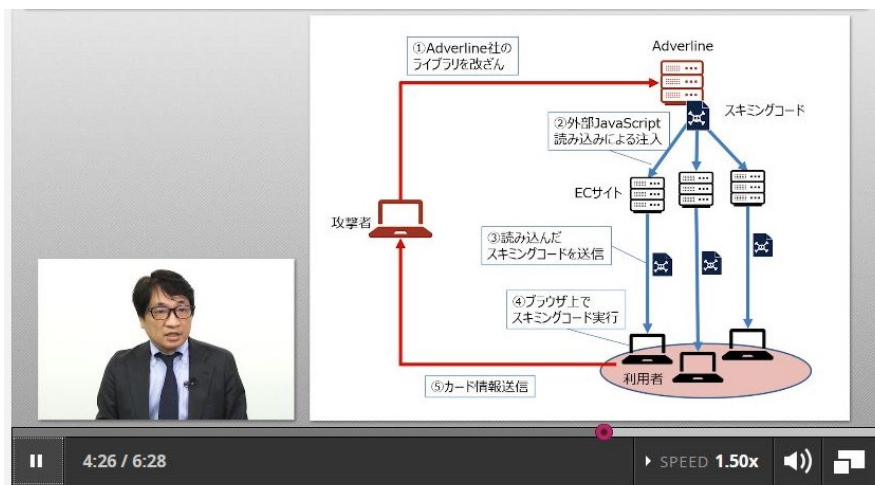 ①Adverline社の
ライブラリを改ざん
Adverline
スキミングコード
②外部JavaScript
読み込みによる注入
ECサイト
攻撃者
③読み込んだ
スキミングコードを送信
④ブラウザ上で
スキミングコード実行
利用者
⑤カード情報送信
4:26 / 6:28
SPEED 1.50x